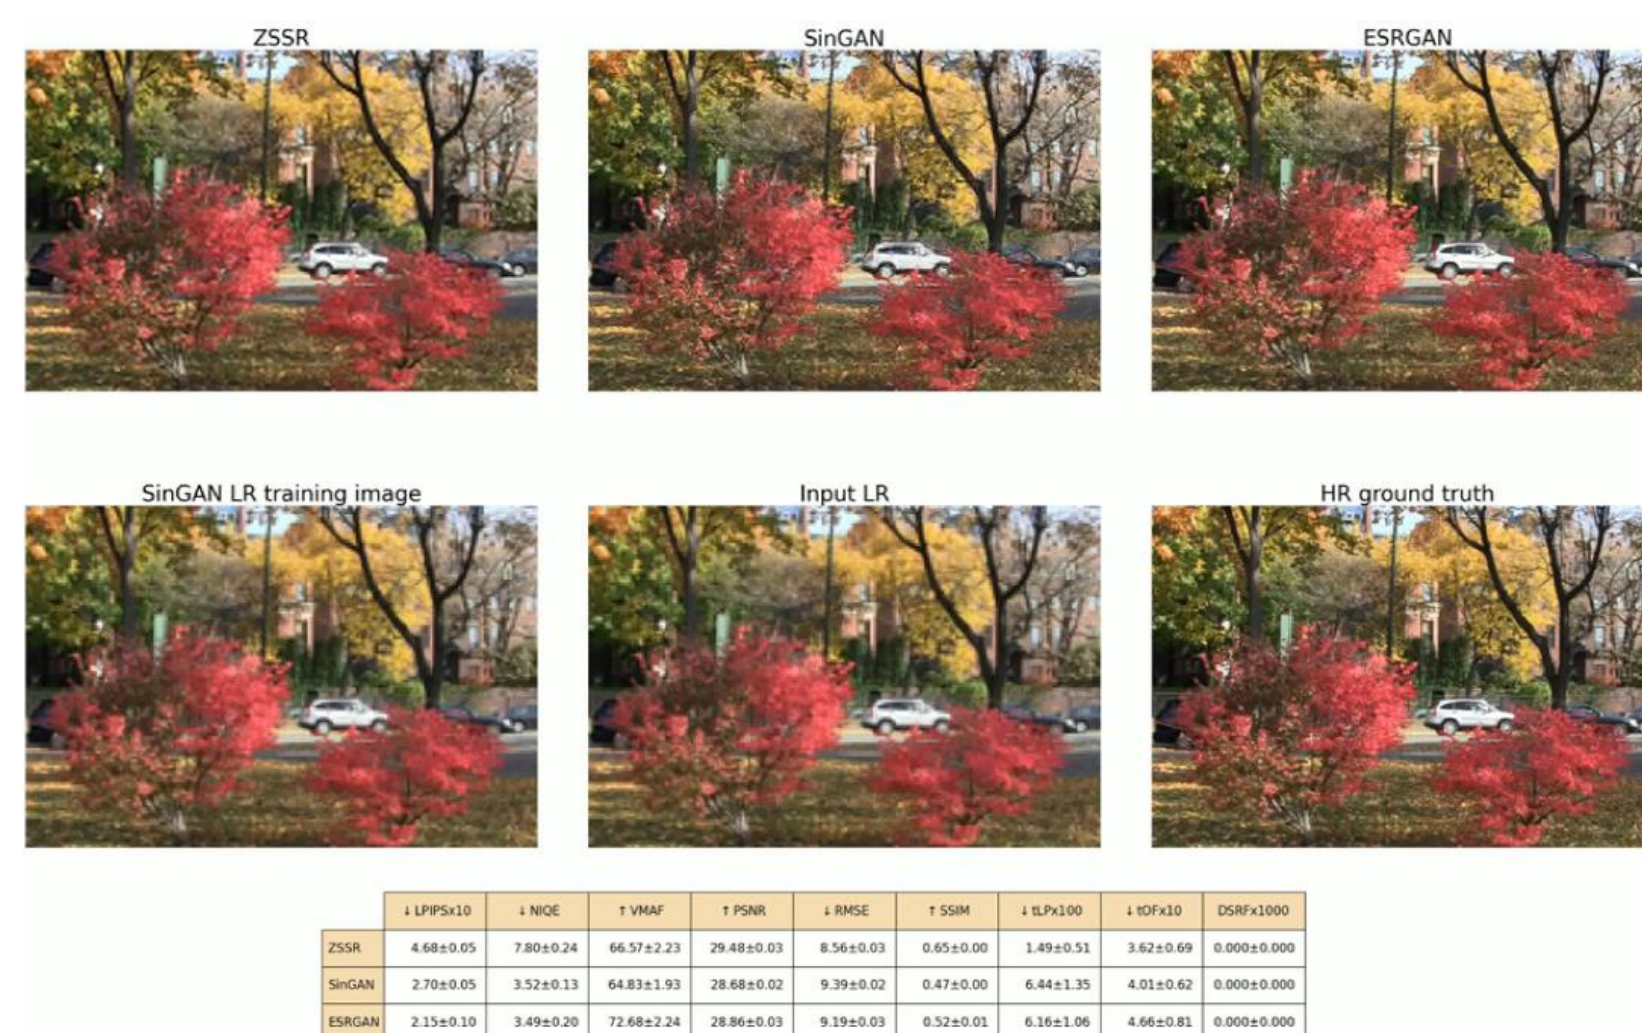 ZSSR SinGAN ESRGAN
SinGAN LR training image Input LR HR ground truth
↓ LPIPSx10 ↓ NIQE ↑ VMAF ↑ PSNR ↓ RMSE ↑ SSIM ↓ tLPx100 ↓ tOFx10 DSRFx1000
ZSSR 4.68±0.05 7.80±0.24 66.57±2.23 29.48±0.03 8.56±0.03 0.65±0.00 1.49±0.51 3.62±0.69 0.000±0.000
SinGAN 2.70±0.05 3.52±0.13 64.83±1.93 28.68±0.02 9.39±0.02 0.47±0.00 6.44±1.35 4.01±0.62 0.000±0.000
ESRGAN 2.15±0.10 3.49±0.20 72.68±2.24 28.86±0.03 9.19±0.03 0.52±0.01 6.16±1.06 4.66±0.81 0.000±0.000